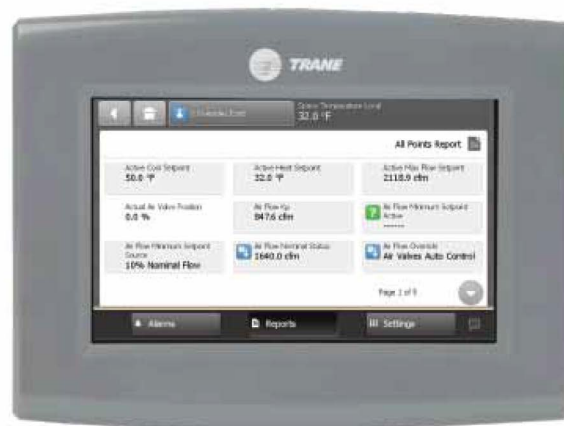 TRANE
Space Temperature Local
32.0 °F
All Points Report
Active Cool Setpoint
50.0 °F
Active Heat Setpoint
32.0 °F
Active Max Flow Setpoint
2118.9 cfm
Actual Air Valve Position
0.0 %
Air Flow Kp
847.6 cfm
Air Flow Minimum Setpoint
Active
------
Air Flow Minimum Setpoint
Source
10% Nominal Flow
Air Flow Nominal Status
1640.0 cfm
Air Flow Override
Air Valves Auto Control
Page 1 of 9
Alarms
Reports
Settings